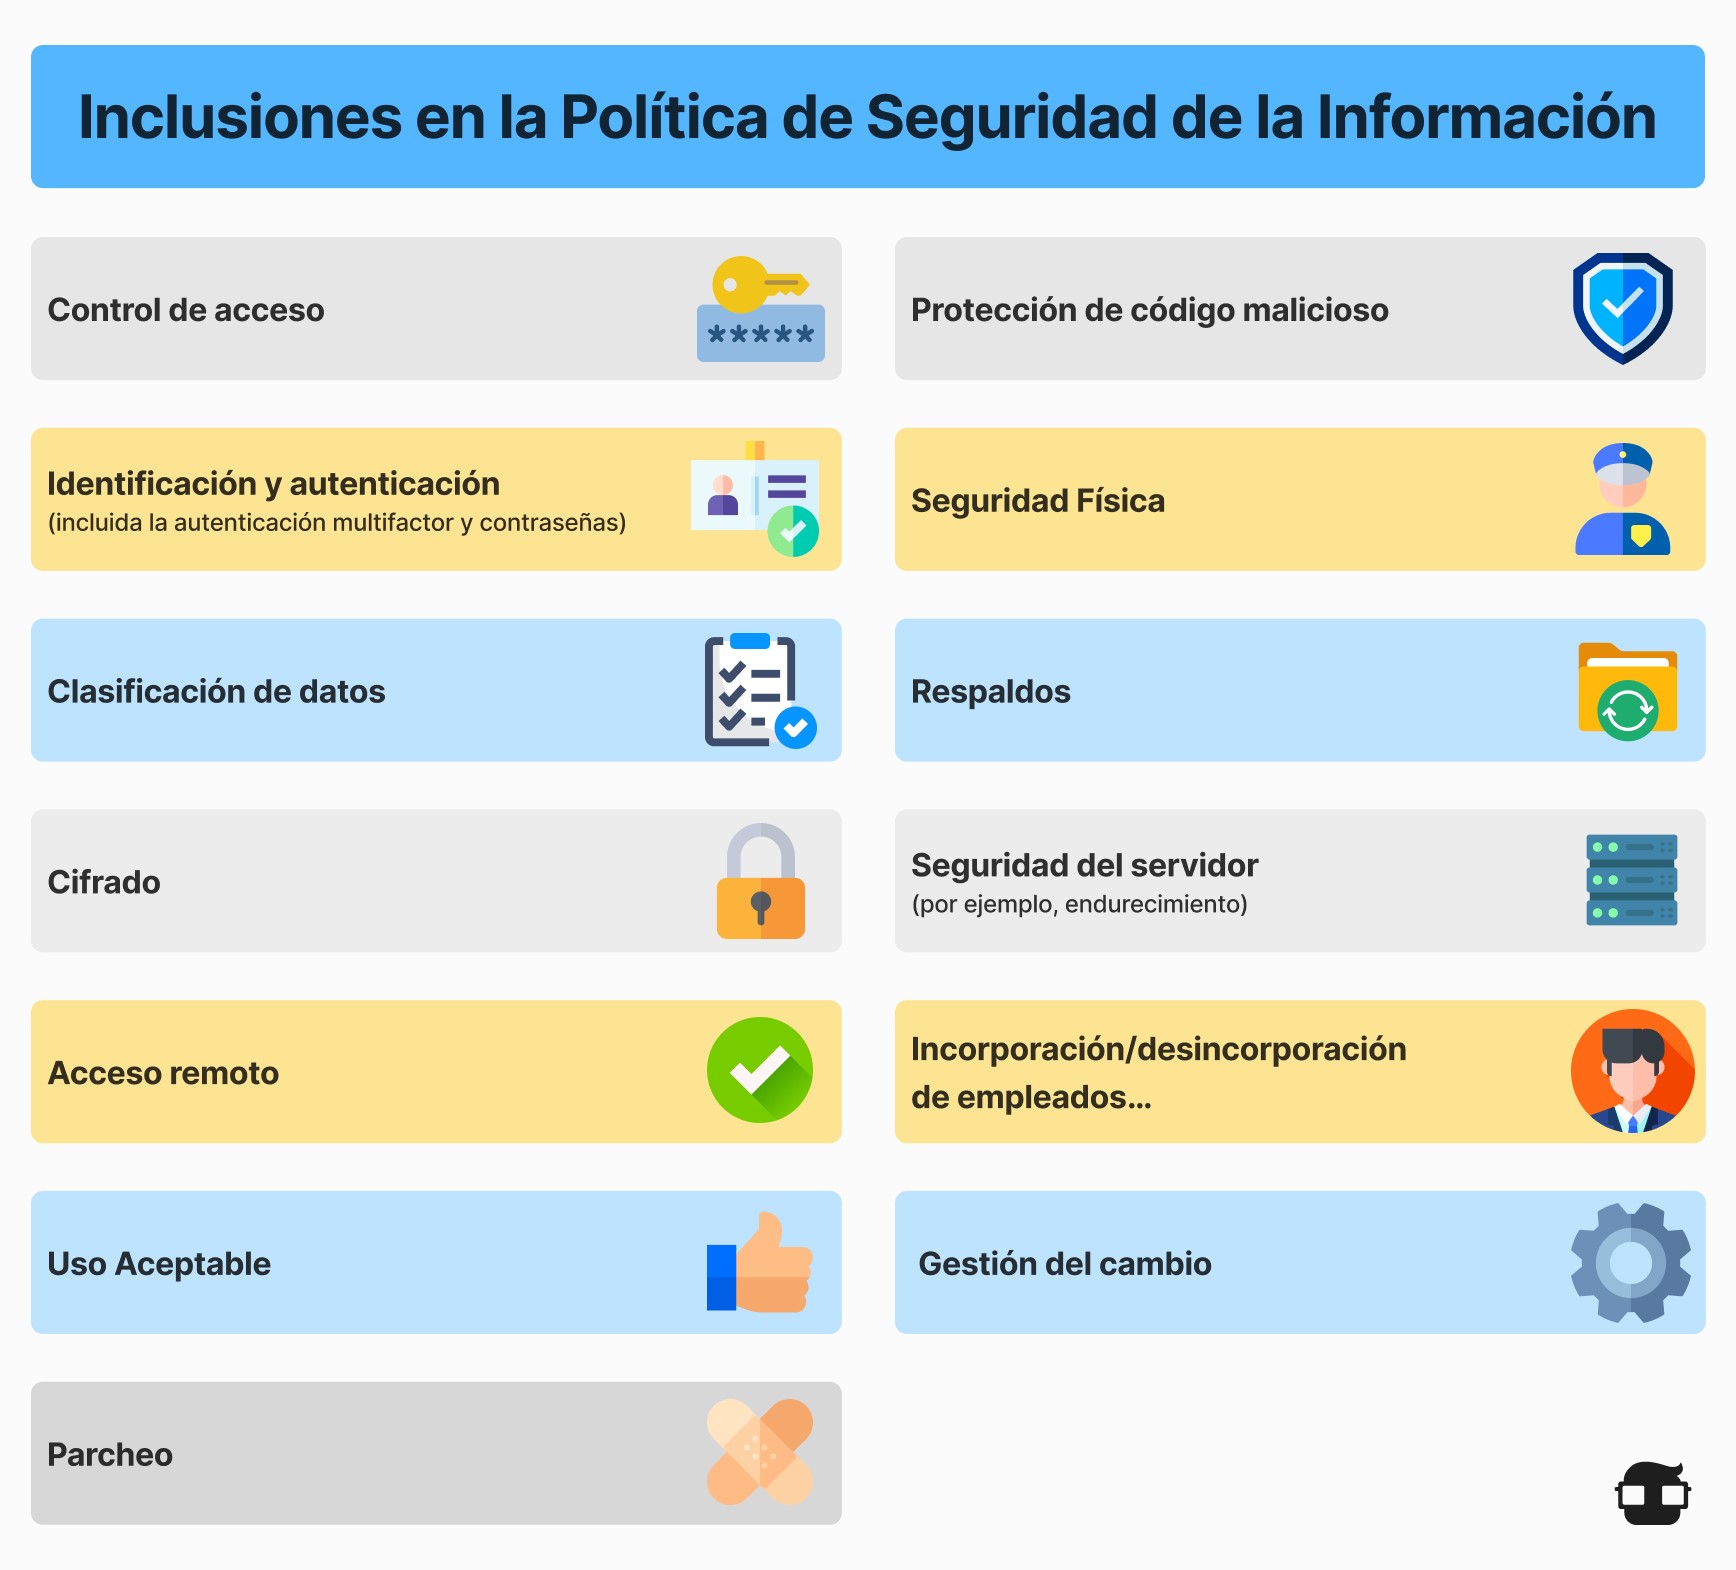 Inclusiones en la Política de Seguridad de la Información
Control de acceso
*****
Protección de código malicioso
Identificación y autenticación
(incluida la autenticación multifactor y contraseñas)
Seguridad Física
Clasificación de datos
Respaldos
Cifrado
Seguridad del servidor
(por ejemplo, endurecimiento)
Acceso remoto
Incorporación/desincorporación
de empleados...
Uso Aceptable
Gestión del cambio
Parcheo